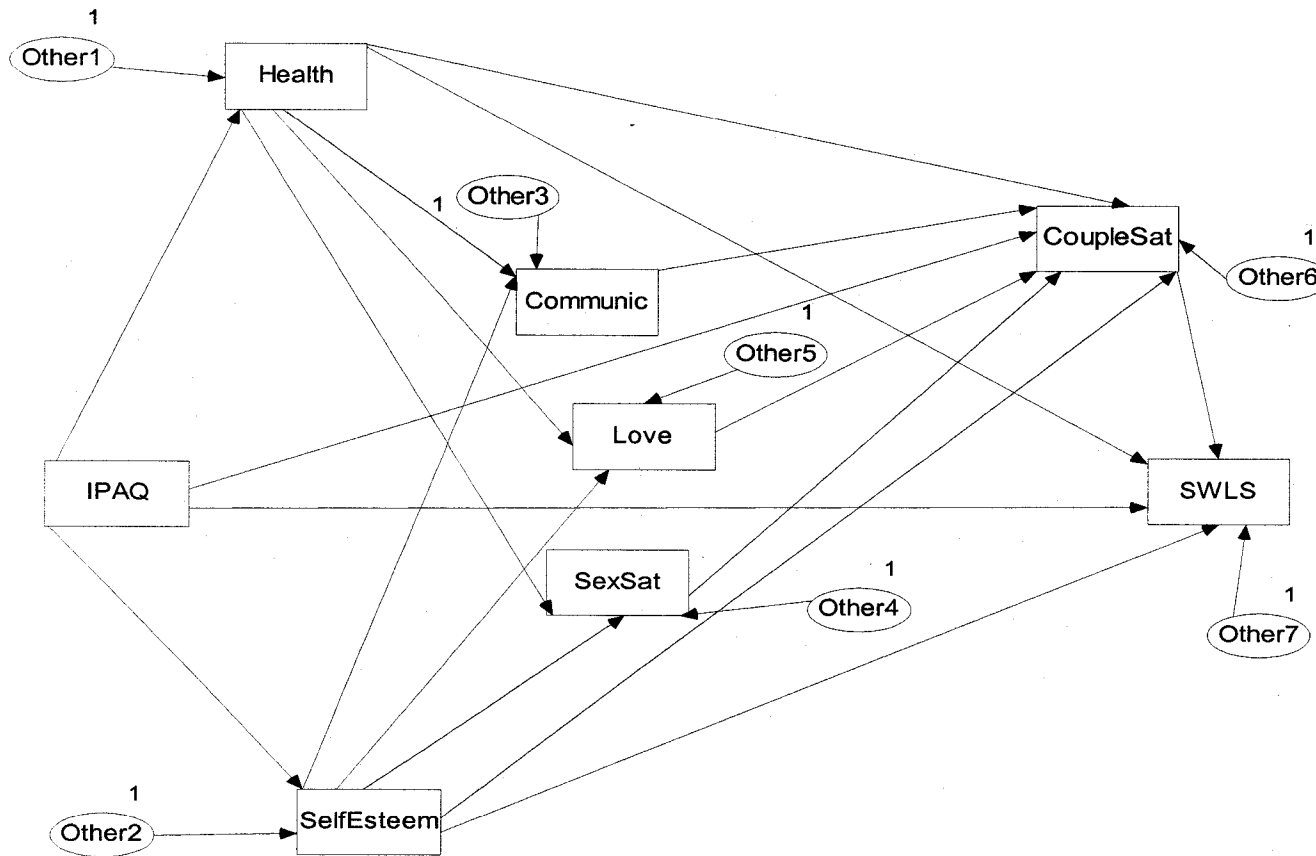 1
Other1
Health
Other3
1
CoupleSat
1
Other6
Communic
1
Other5
Love
IPAQ
SWLS
SexSat
1
Other4
1
Other7
1
SelfEsteem
Other2